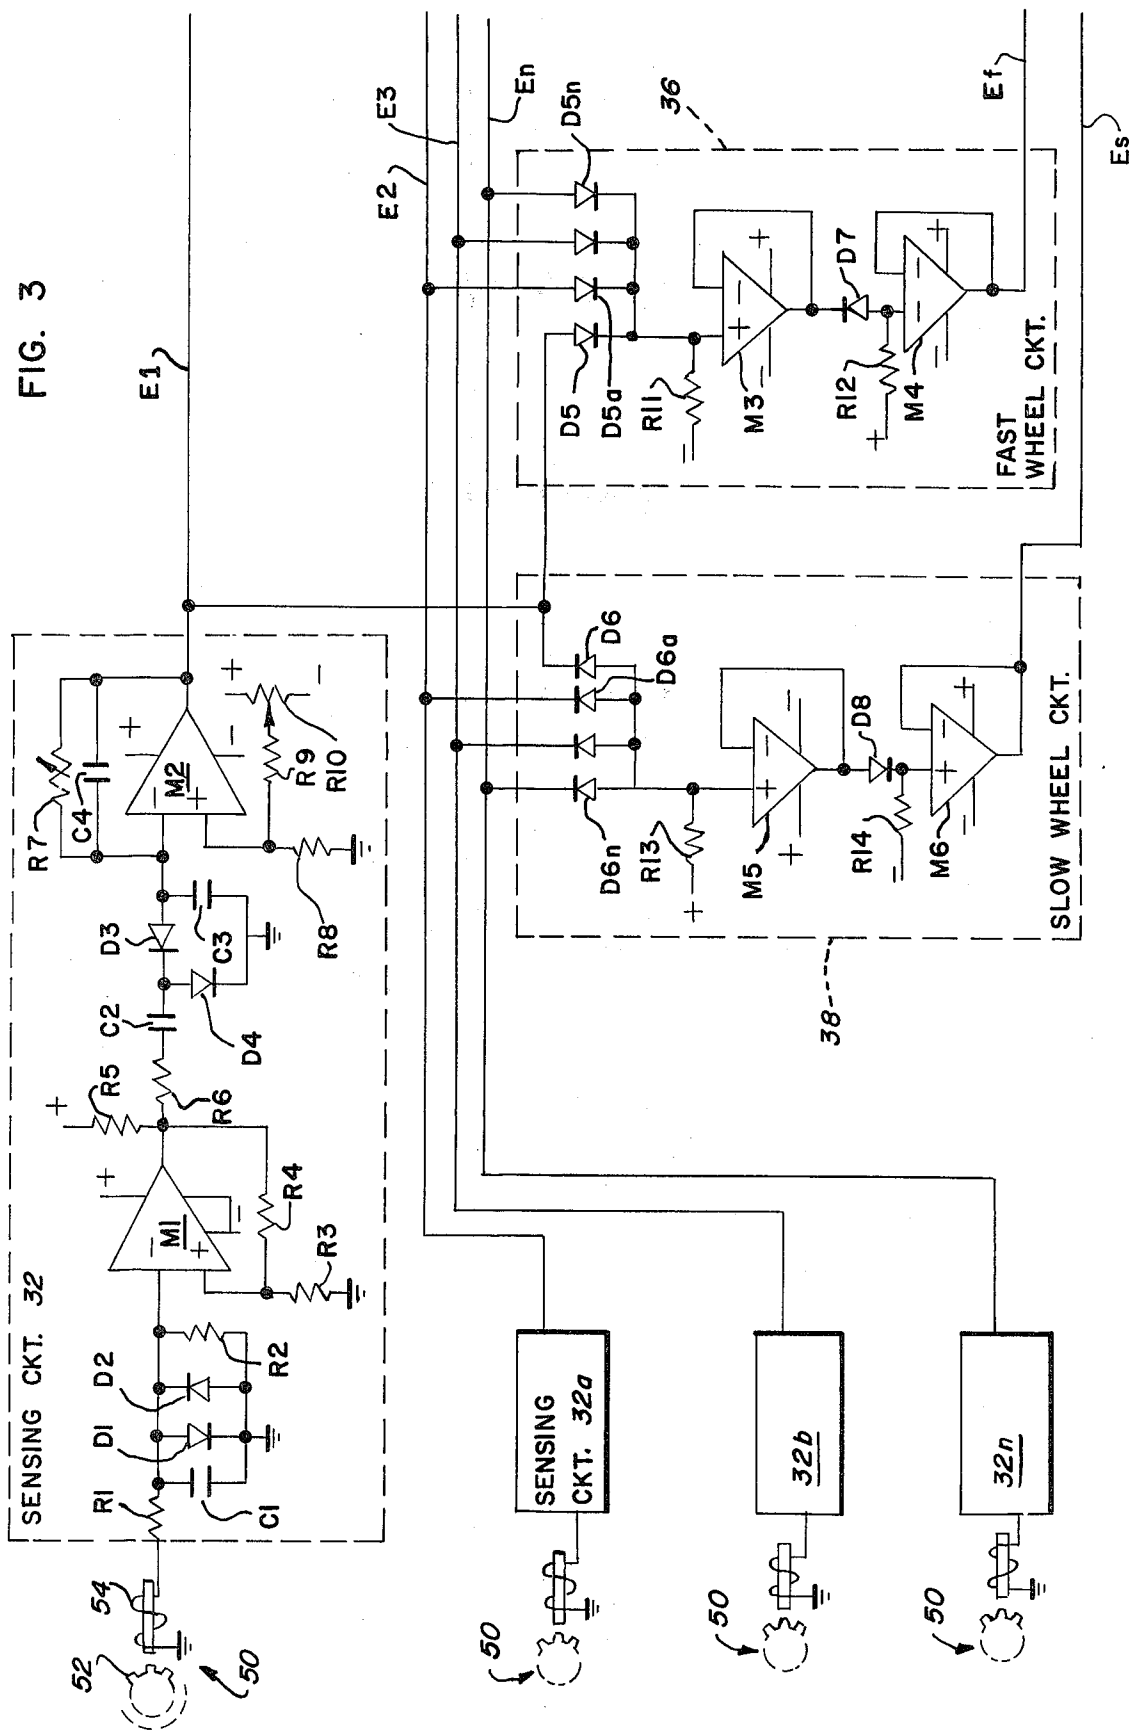 FIG. 3
SENSING CKT. 32
52
54
50
R1
C1
D1
D2
R2
M1
−
+
+
−
R3
R4
+
R5
R6
C2
D4
D3
C3
R7
C4
M2
−
+
+
−
R8
R9
R10
+
−
E1
E2
E3
En
50
SENSING
CKT. 32a
50
32b
50
32n
38
SLOW WHEEL CKT.
D6
D6a
D6n
R13
+
M5
+
−
+
−
D8
R14
−
M6
+
−
−
+
Es
36
FAST
WHEEL CKT.
D5
D5a
D5n
R11
−
M3
+
−
−
+
D7
R12
+
M4
−
−
−
+
Ef